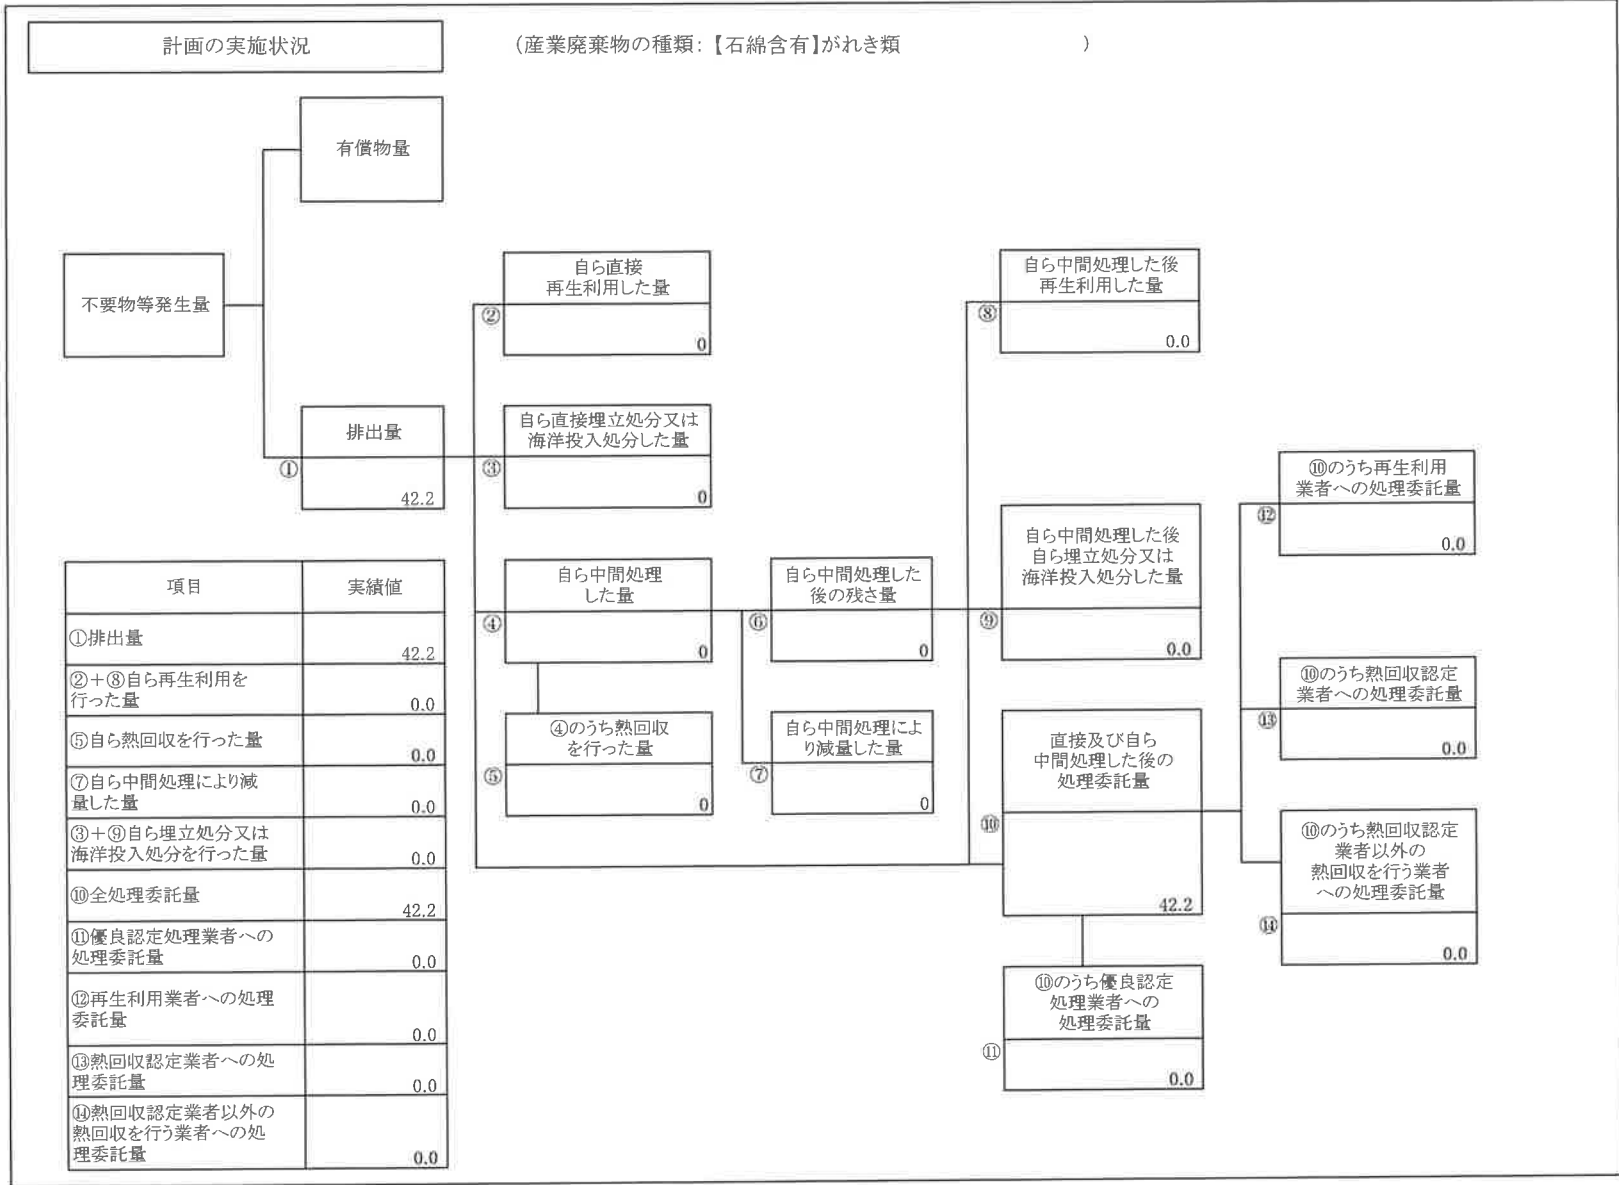 計画の実施状況
(産業廃棄物の種類:【石綿含有】がれき類 )
有償物量
不要物等発生量
排出量
①
42.2
自ら直接
再生利用した量
②
0
自ら直接埋立処分又は
海洋投入処分した量
③
0
自ら中間処理
した量
④
0
④のうち熱回収
を行った量
⑤
0
自ら中間処理した
後の残さ量
⑥
0
自ら中間処理によ
り減量した量
⑦
0
自ら中間処理した後
再生利用した量
⑧
0.0
自ら中間処理した後
自ら埋立処分又は
海洋投入処分した量
⑨
0.0
直接及び自ら
中間処理した後の
処理委託量
⑩
42.2
⑩のうち優良認定
処理業者への
処理委託量
⑪
0.0
⑩のうち再生利用
業者への処理委託量
⑫
0.0
⑩のうち熱回収認定
業者への処理委託量
⑬
0.0
⑩のうち熱回収認定
業者以外の
熱回収を行う業者
への処理委託量
⑭
0.0
項目 実績値
①排出量
42.2
②+⑧自ら再生利用を
行った量
0.0
⑤自ら熱回収を行った量
0.0
⑦自ら中間処理により減
量した量
0.0
③+⑨自ら埋立処分又は
海洋投入処分を行った量
0.0
⑩全処理委託量
42.2
⑪優良認定処理業者への
処理委託量
0.0
⑫再生利用業者への処理
委託量
0.0
⑬熱回収認定業者への処
理委託量
0.0
⑭熱回収認定業者以外の
熱回収を行う業者への処
理委託量
0.0